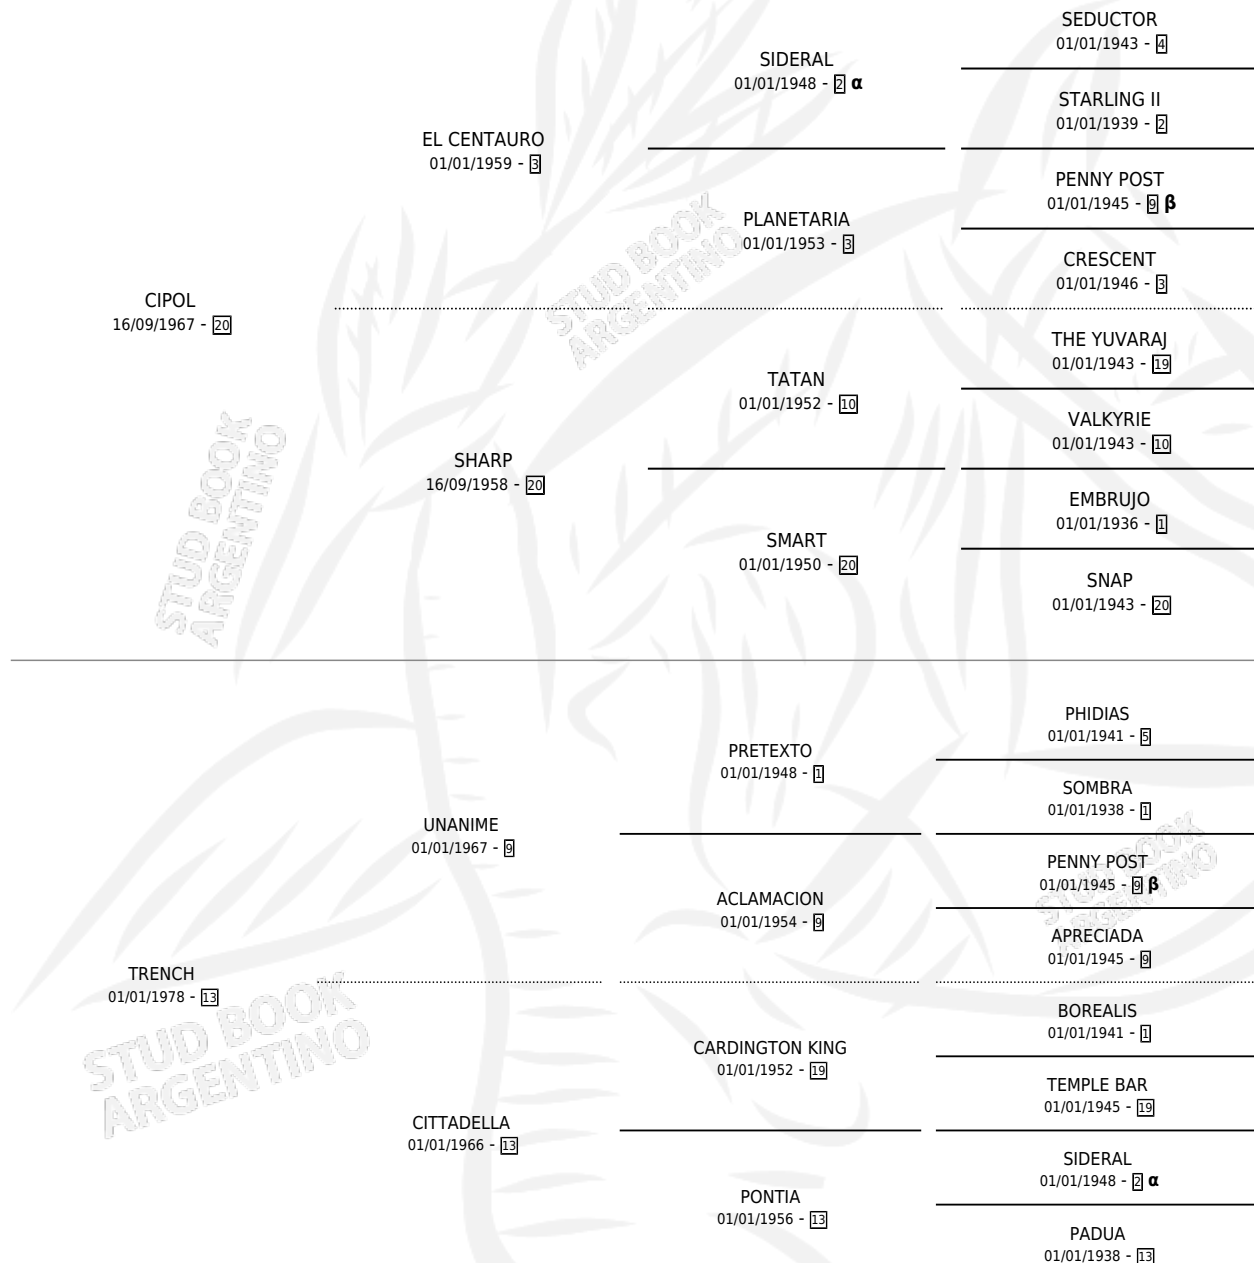 SEDUCTOR
01/01/1943 - 4
SIDERAL
01/01/1948 - 2 α
STARLING II
01/01/1939 - 2
EL CENTAURO
01/01/1959 - 3
PENNY POST
01/01/1945 - 9 β
PLANETARIA
01/01/1953 - 3
CRESCENT
01/01/1946 - 3
CIPOL
16/09/1967 - 20
THE YUVARAJ
01/01/1943 - 19
TATAN
01/01/1952 - 10
VALKYRIE
01/01/1943 - 10
SHARP
16/09/1958 - 20
EMBRUJO
01/01/1936 - 1
SMART
01/01/1950 - 20
SNAP
01/01/1943 - 20
PHIDIAS
01/01/1941 - 5
PRETEXTO
01/01/1948 - 1
SOMBRA
01/01/1938 - 1
UNANIME
01/01/1967 - 9
PENNY POST
01/01/1945 - 9 β
ACLAMACION
01/01/1954 - 9
APRECIADA
01/01/1945 - 9
TRENCH
01/01/1978 - 13
BOREALIS
01/01/1941 - 1
CARDINGTON KING
01/01/1952 - 19
TEMPLE BAR
01/01/1945 - 19
CITTADELLA
01/01/1966 - 13
SIDERAL
01/01/1948 - 2 α
PONTIA
01/01/1956 - 13
PADUA
01/01/1938 - 13
STUD BOOK
ARGENTINO
STUD BOOK
ARGENTINO
STUD BOOK
ARGENTINO
STUD BOOK
ARGENTINO